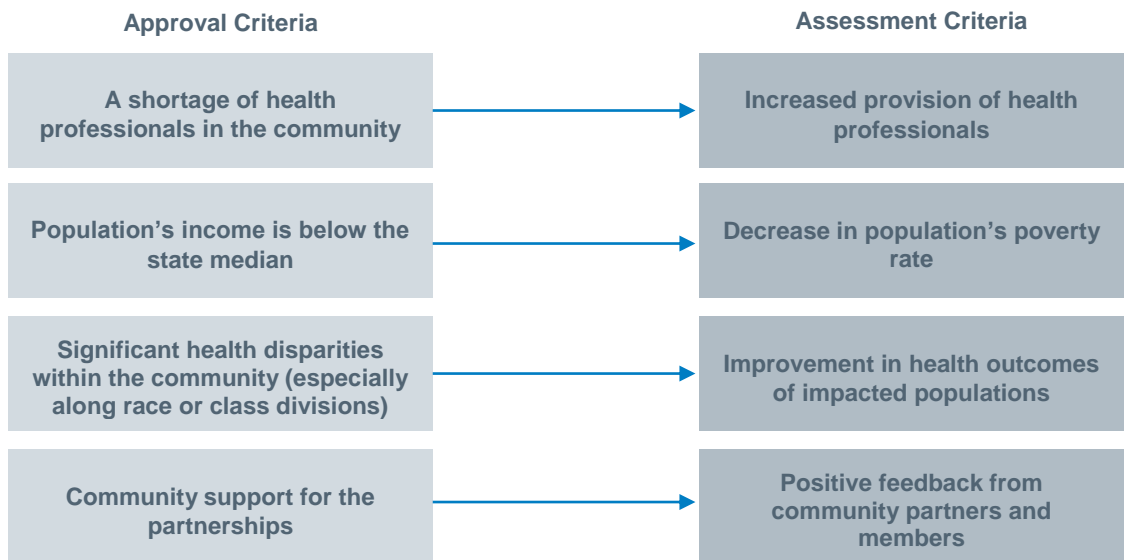 Approval Criteria
Assessment Criteria
A shortage of health
professionals in the community
Increased provision of health
professionals
Population’s income is below the
state median
Decrease in population’s poverty
rate
Significant health disparities
within the community (especially
along race or class divisions)
Improvement in health outcomes
of impacted populations
Community support for the
partnerships
Positive feedback from
community partners and
members